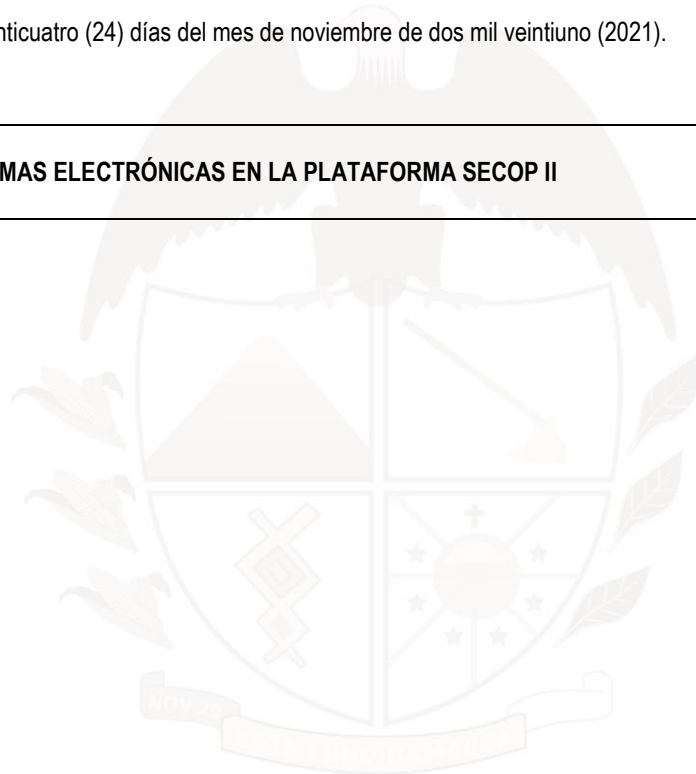 nticuatro (24) días del mes de noviembre de dos mil veintiuno (2021).
MAS ELECTRÓNICAS EN LA PLATAFORMA SECOP II
NOV